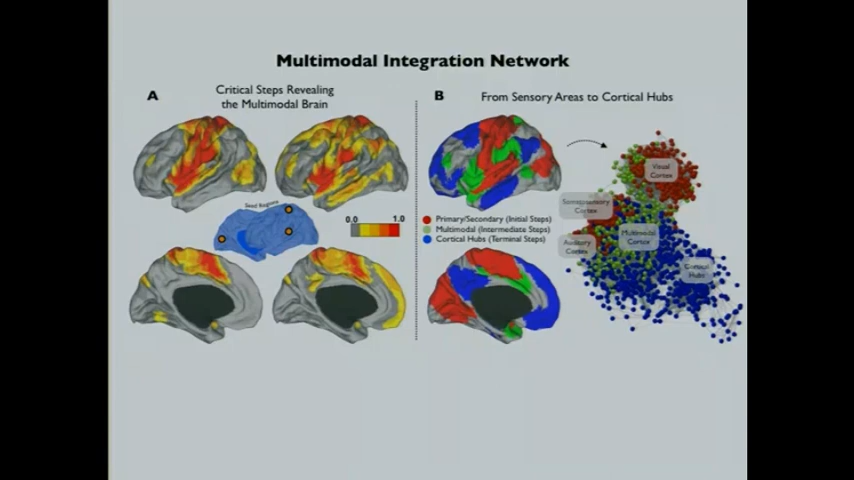 Multimodal Integration Network
A
Critical Steps Revealing
the Multimodal Brain
Seed Regions
0.0
1.0
B
From Sensory Areas to Cortical Hubs
Primary/Secondary (Initial Steps)
Multimodal (Intermediate Steps)
Cortical Hubs (Terminal Steps)
Visual
Cortex
Somatosensory
Cortex
Auditory
Cortex
Multimodal
Cortex
Cortical
Hubs